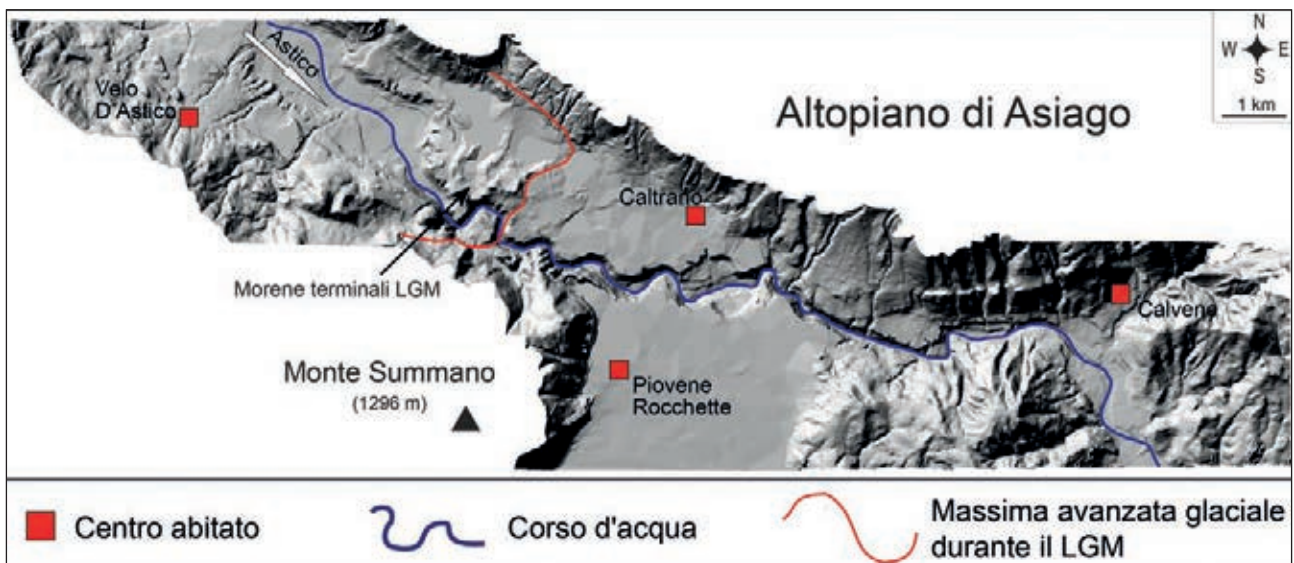 N
W E
S
1 km
Astico
Velo
D'Astico
Altopiano di Asiago
Caltrano
Morene terminali LGM
Calvene
Monte Summano
(1296 m)
Piovene
Rocchette
Centro abitato
Corso d'acqua
Massima avanzata glaciale
durante il LGM